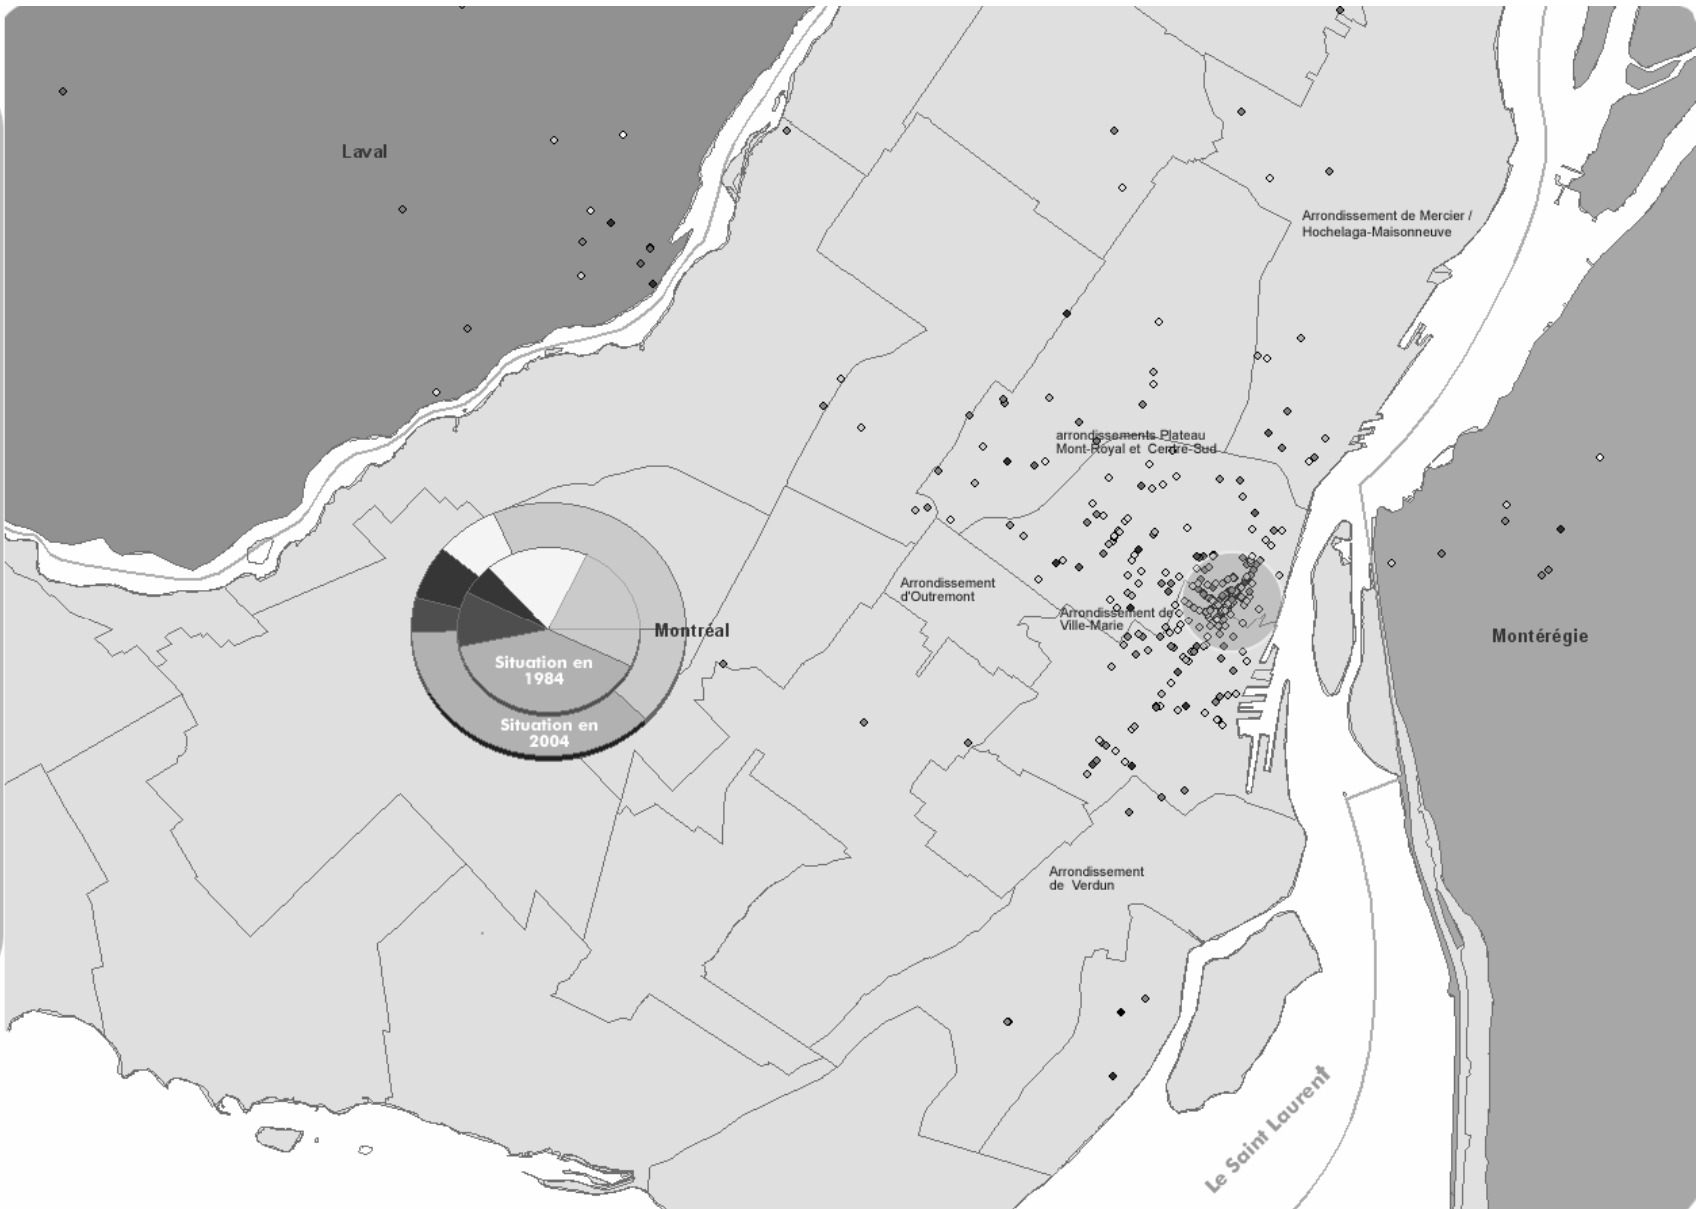 Laval
Arrondissement de Mercier /
Hochelaga-Maisonneuve
arrondissements Plateau
Mont-Royal et Centre-Sud
Arrondissement
d'Outremont
Arrondissement de
Ville-Marie
Montréal
Montérégie
Situation en
1984
Situation en
2004
Arrondissement
de Verdun
Le Saint Laurent